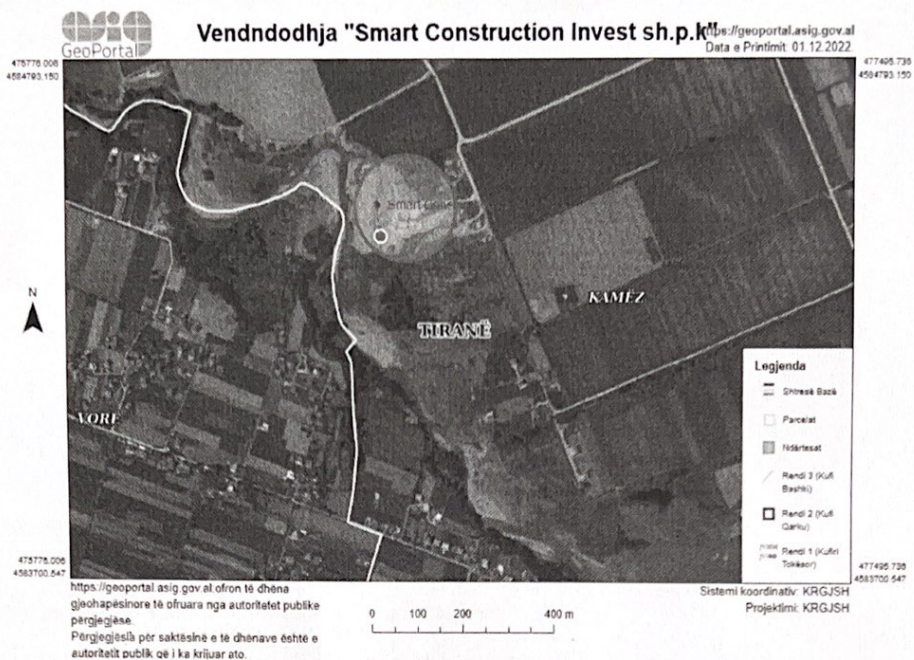 GeoPortal
Vendndodhja "Smart Construction Invest sh.p.k"
https://geoportal.asig.gov.al
Data e Printimit: 01.12.2022
475776.006
4584793.150
477495.736
4584793.150
Smart
N
KAMËZ
TIRANË
VORE
Legjenda
Shtresë Bazë
Parcelat
Ndërtesat
Rendi 3 (Kufi
Bashki)
Rendi 2 (Kufi
Qarku)
Rendi 1 (Kufiri
Tokësor)
475776.006
4583700.547
477495.736
4583700.547
https://geoportal.asig.gov.al ofron të dhëna
gjeohapësinore të ofruara nga autoritetet publike
përgjegjëse.
Përgjegjësia për saktësinë e të dhënave është e
autoritetit publik që i ka krijuar ato.
0 200 400 m
Sistemi koordinativ: KRGJSH
Projektimi: KRGJSH